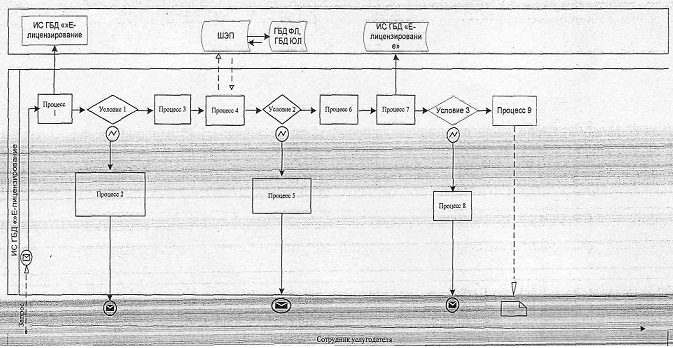 ИС ГБД «»Е-
лицензирование
ШЭП
ГБД ФЛ,
ГБД ЮЛ
ИС ГБД «»Е-
лицензировани
е»
Процесс
1
Условие 1
Процесс 3
Процесс 4
Условие 2
Процесс 6
Процесс 7
Условие 3
Процесс 9
Процесс 2
Процесс 5
Процесс 8
ИС ГБД «»Е-лицензирование
Запрос
Сотрудник услугодателя